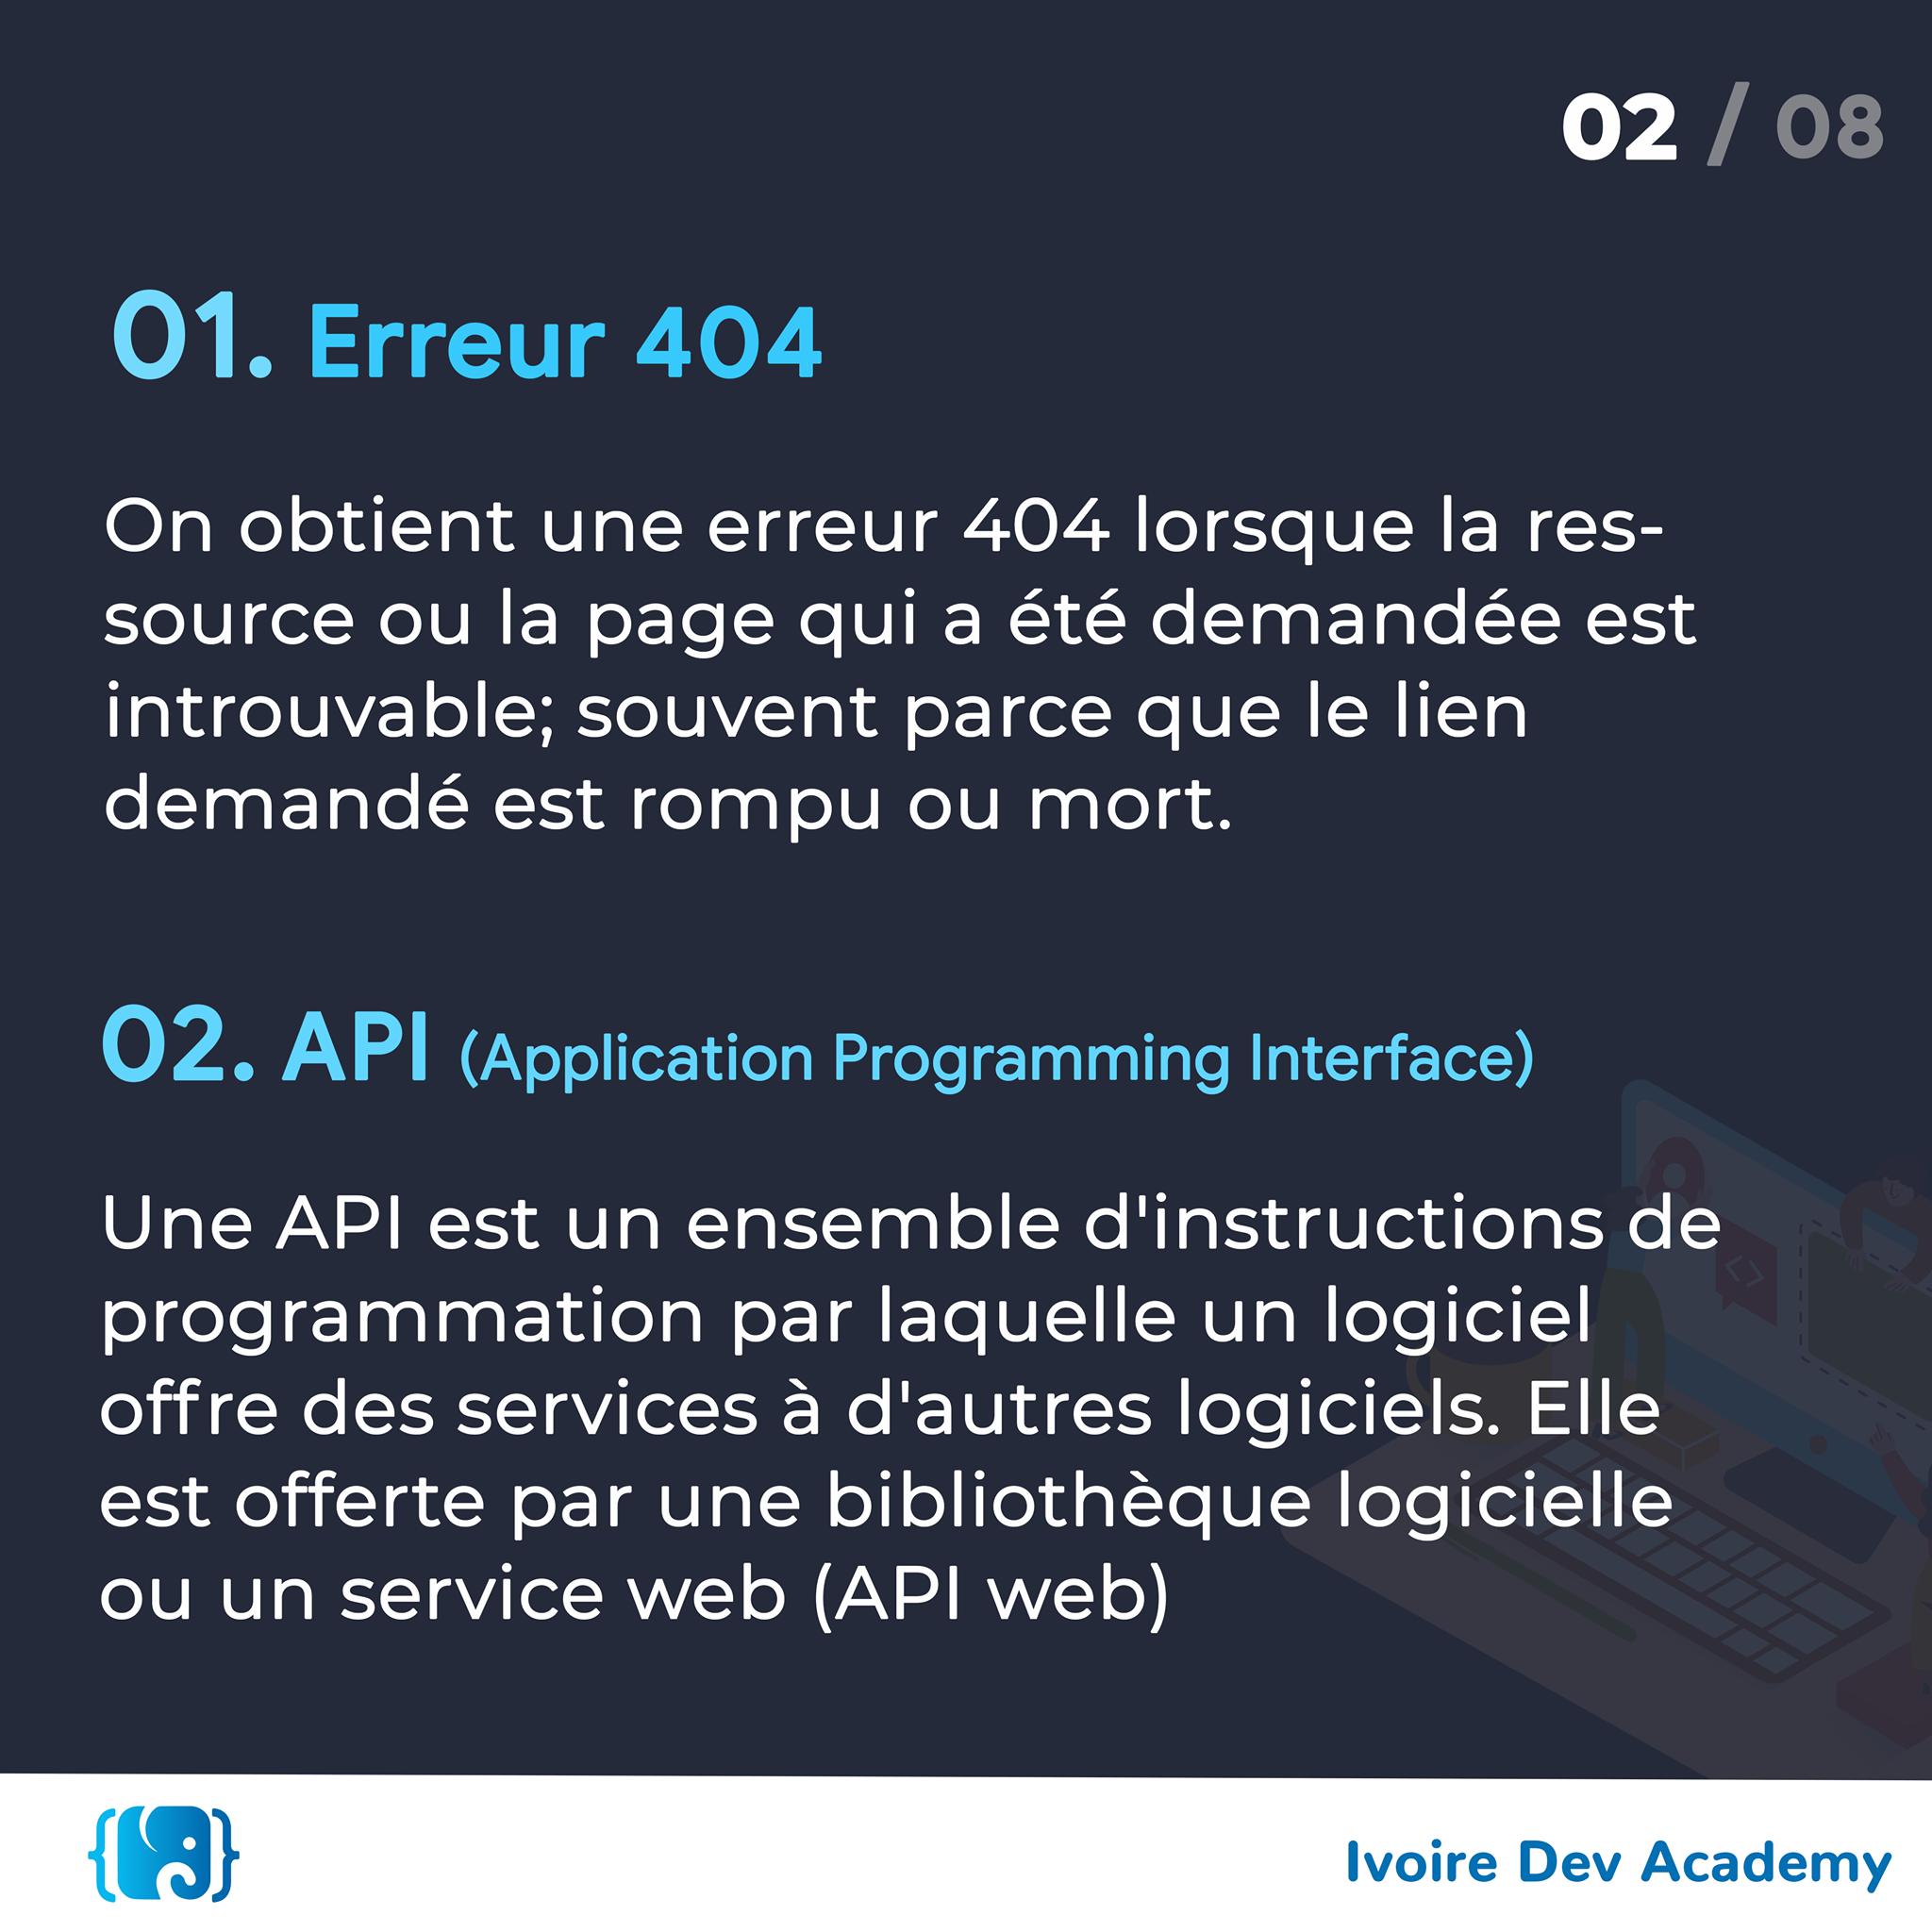 02 / 08
01. Erreur 404
On obtient une erreur 404 lorsque la res-
source ou la page qui a été demandée est
introuvable; souvent parce que le lien
demandé est rompu ou mort.
02. API (Application Programming Interface)
Une API est un ensemble d'instructions de
programmation par laquelle un logiciel
offre des services à d'autres logiciels. Elle
est offerte par une bibliothèque logicielle
ou un service web (API web)
Ivoire Dev Academy